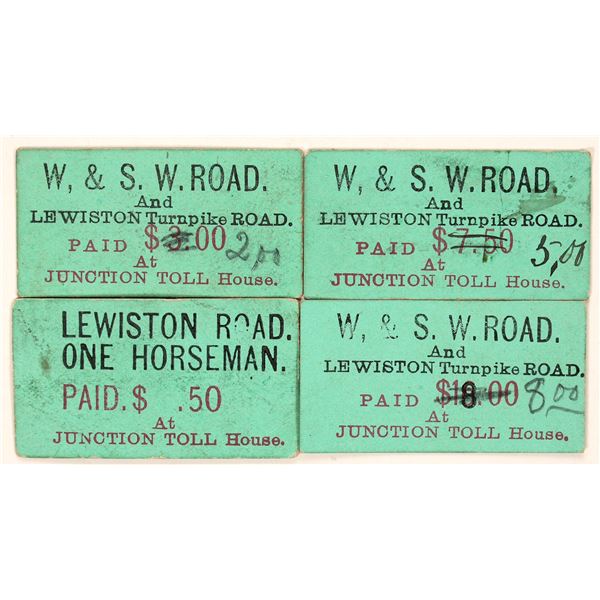 W, & S. W. ROAD.
And
LEWISTON Turnpike ROAD.
PAID $3.00 2,00
At
JUNCTION TOLL House.
W, & S. W. ROAD,
And
LEWISTON Turnpike ROAD.
PAID $7.50 5,00
At
JUNCTION TOLL House.
LEWISTON ROAD.
ONE HORSEMAN.
PAID. $ .50
At
JUNCTION TOLL House.
W, & S. W. ROAD.
And
LEWISTON Turnpike ROAD.
PAID 8 8.00
At
JUNCTION TOLL House.